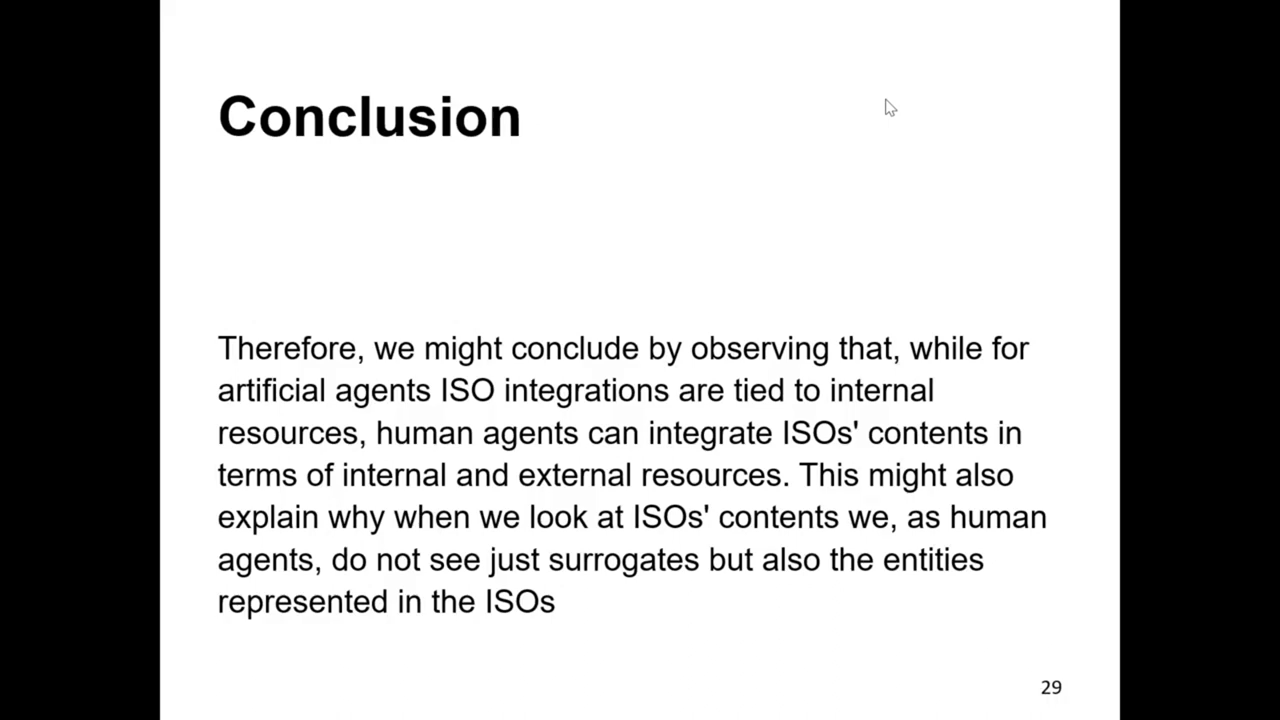 Conclusion
Therefore, we might conclude by observing that, while for
artificial agents ISO integrations are tied to internal
resources, human agents can integrate ISOs' contents in
terms of internal and external resources. This might also
explain why when we look at ISOs' contents we, as human
agents, do not see just surrogates but also the entities
represented in the ISOs
29